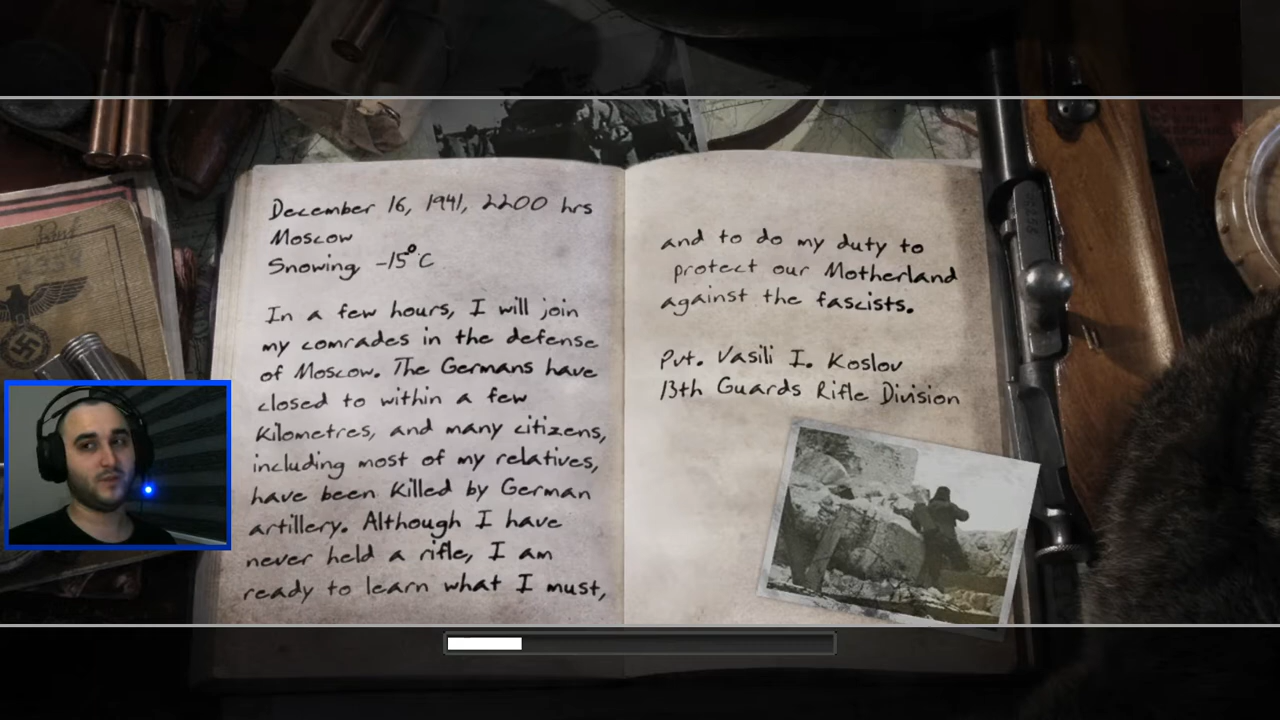 December 16, 1941, 2200 hrs
Moscow
Snowing -15°C
In a few hours, I will join
my comrades in the defense
of Moscow. The Germans have
closed to within a few
kilometres, and many citizens,
including most of my relatives,
have been killed by German
artillery. Although I have
never held a rifle, I am
ready to learn what I must,
and to do my duty to
protect our Motherland
against the fascists.
Pvt. Vasili I. Koslov
13th Guards Rifle Division